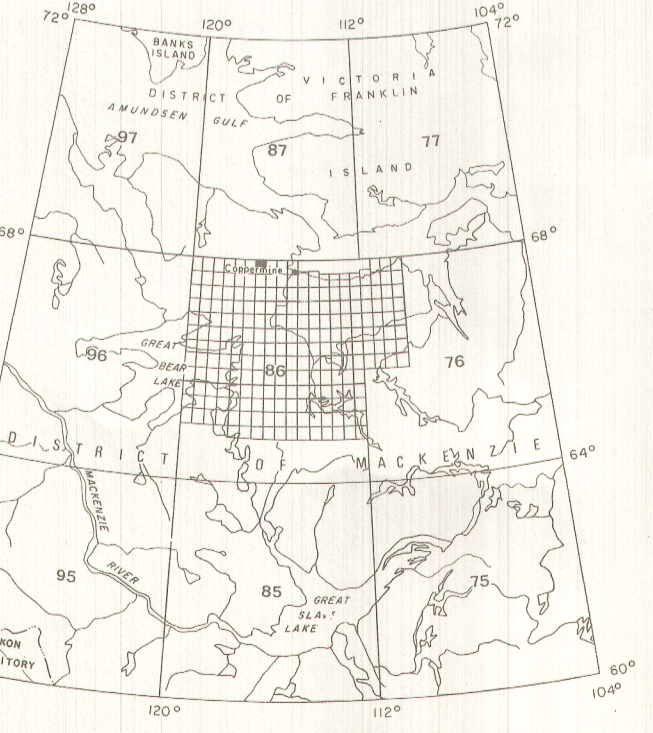 128°
120°
112°
104°
72°
72°
BANKS
ISLAND
VICTORIA
DISTRICT OF FRANKLIN
AMUNDSEN GULF
97
87
77
ISLAND
68°
68°
Coppermine
GREAT
BEAR
LAKE
96
86
76
DISTRICT OF MACKENZIE
64°
MACKENZIE
RIVER
95
85
75
GREAT
LAKE
KON
ITORY
60°
104°
120°
112°